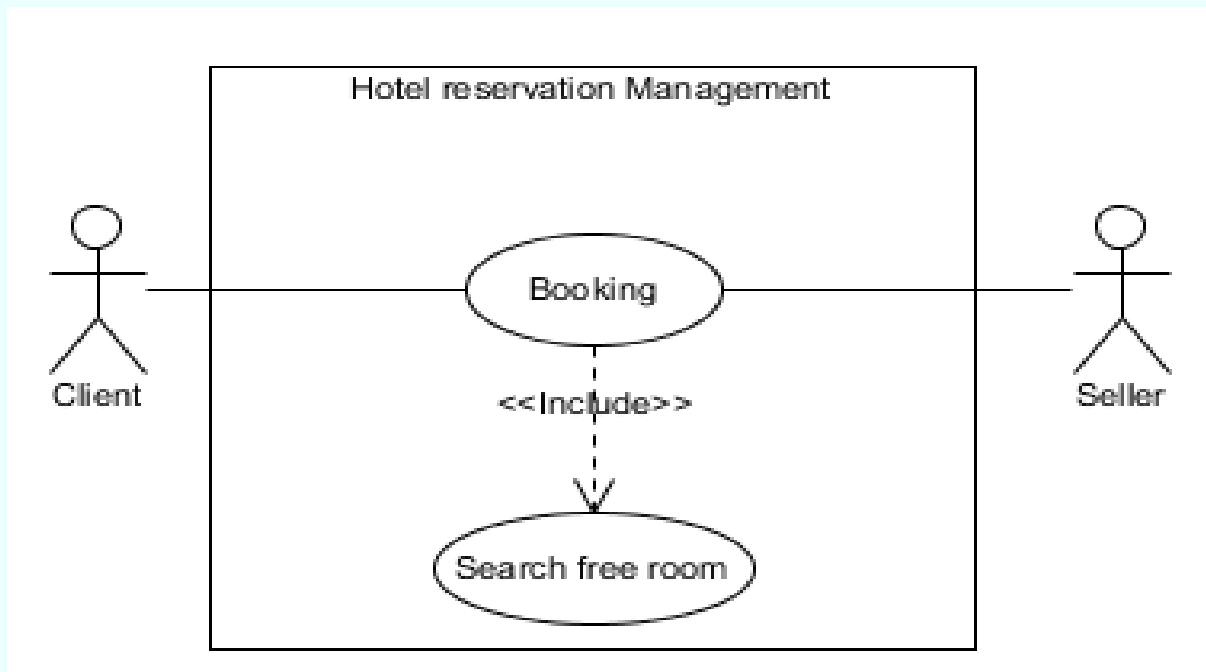 Hotel reservation Management
Booking
Client
<<Include>>
Seller
Search free room